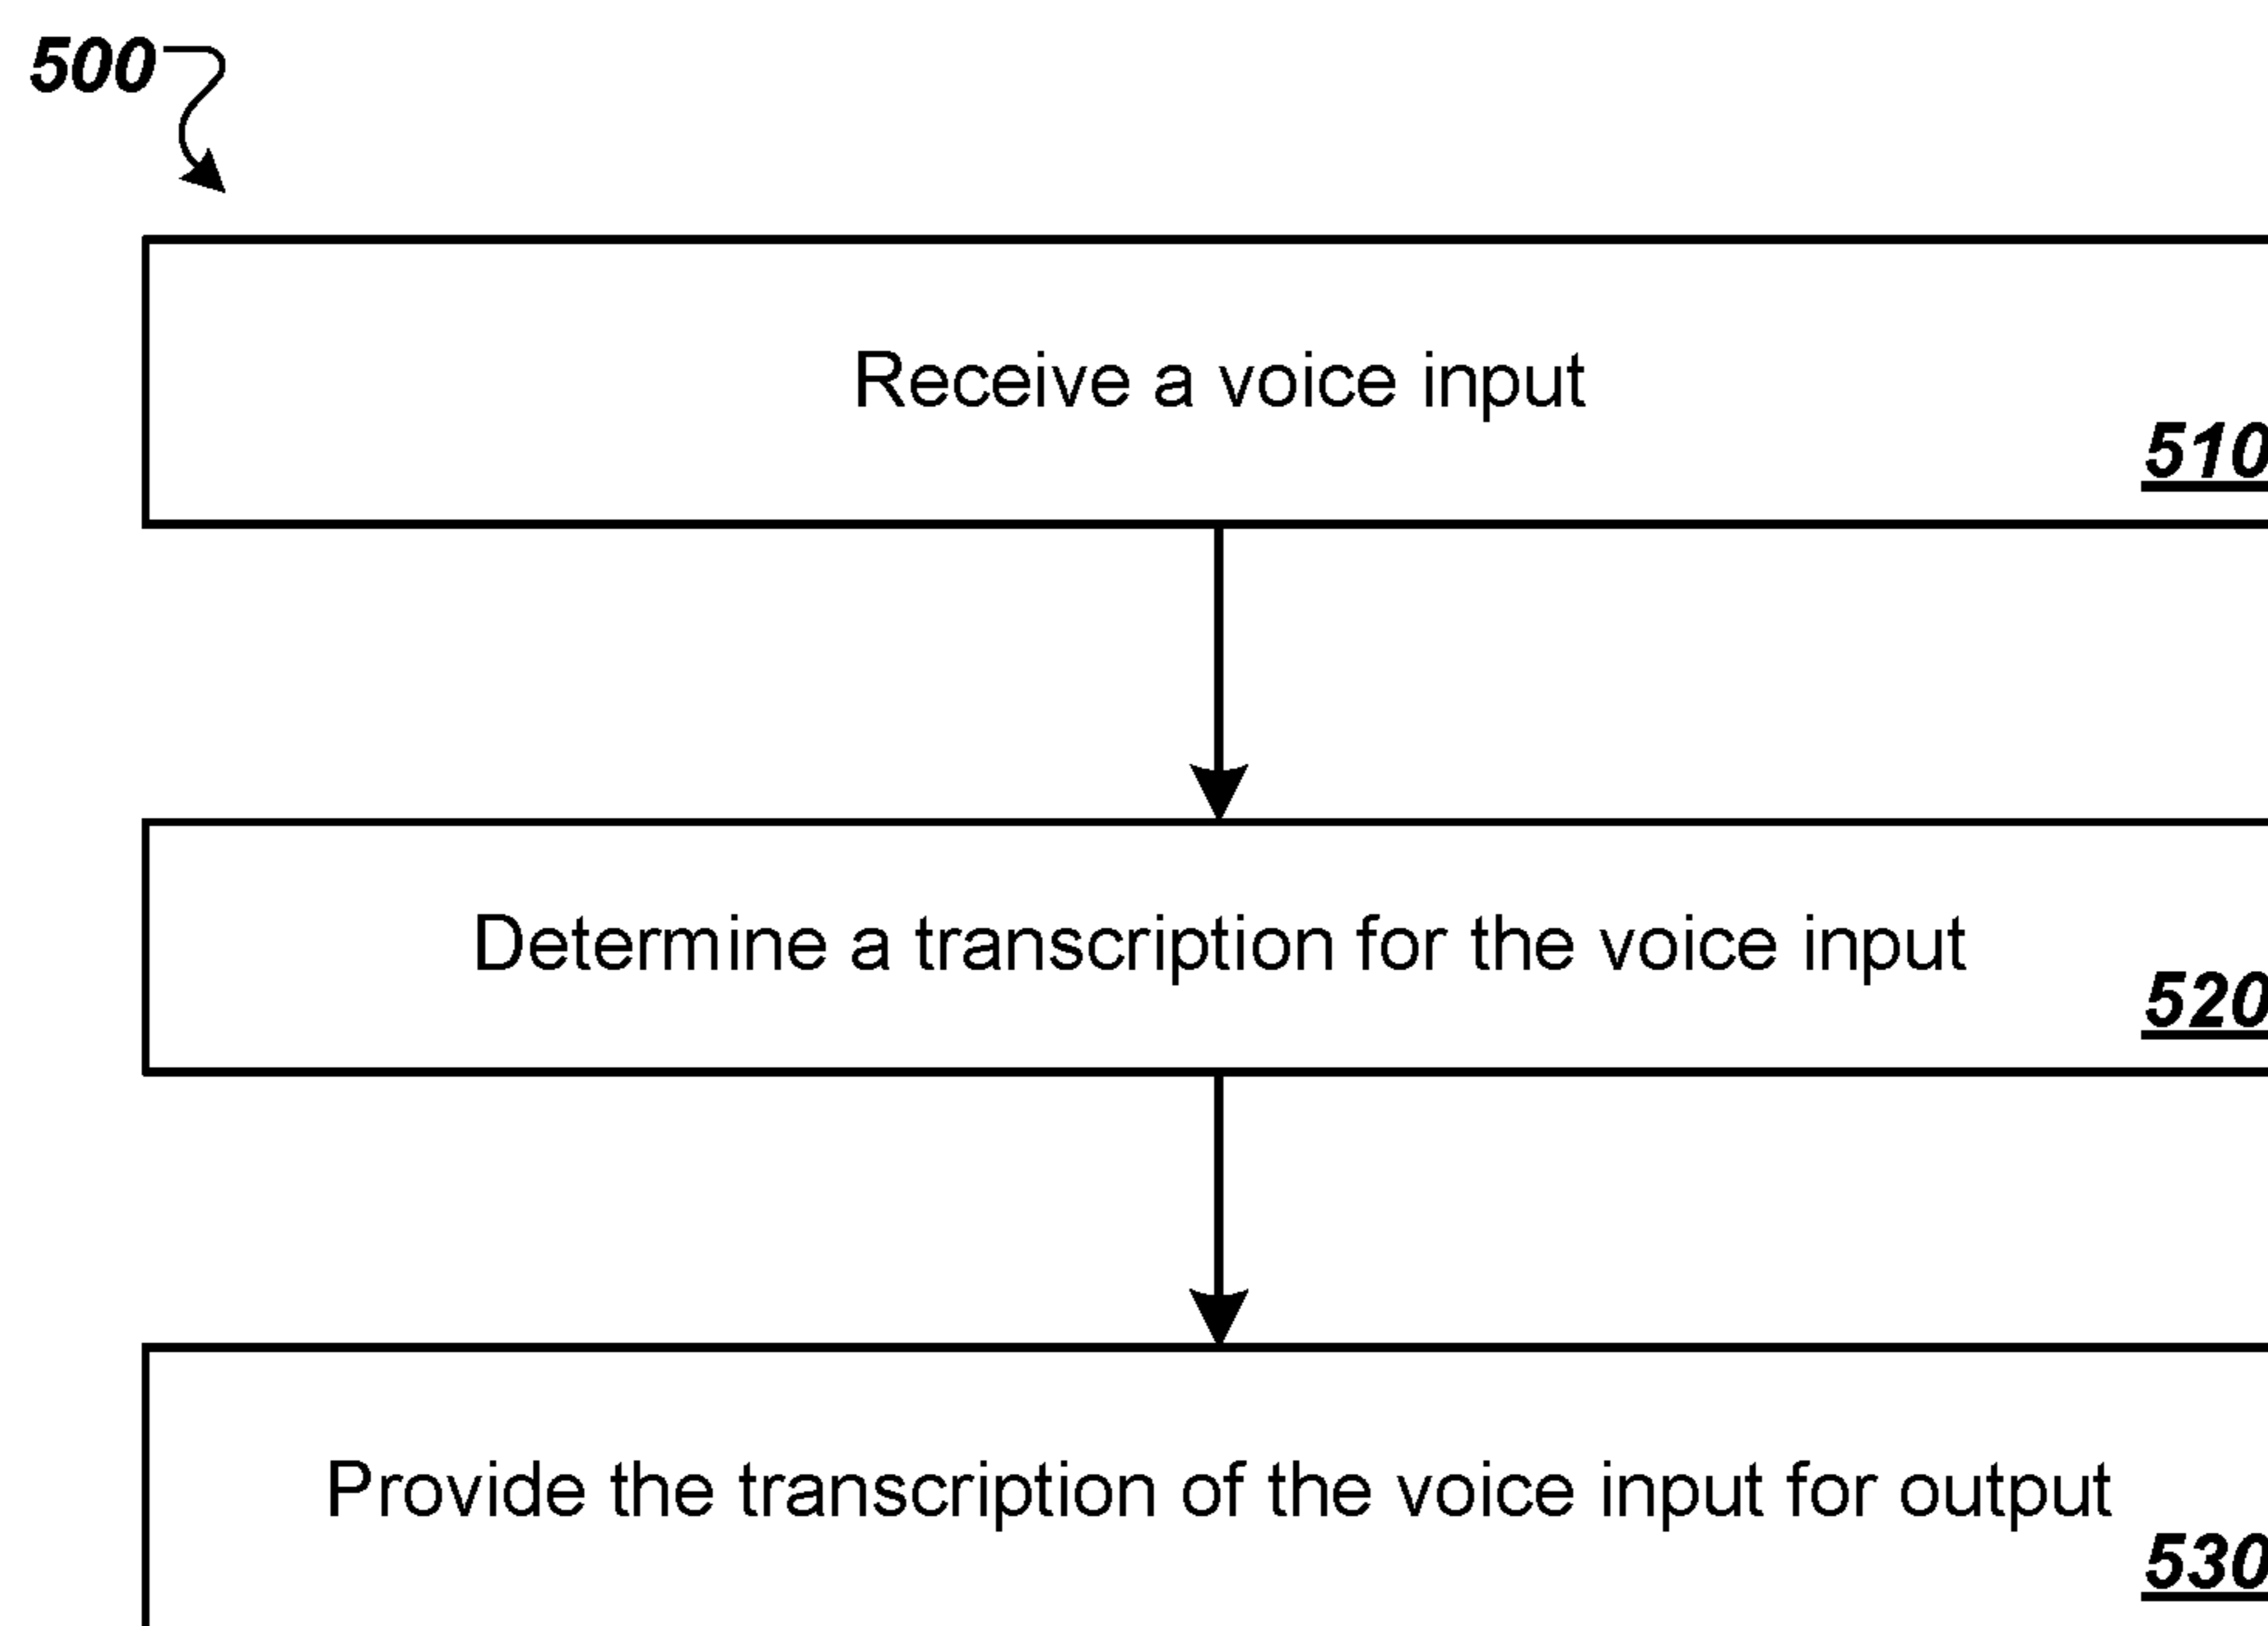 500
Receive a voice input
510
Determine a transcription for the voice input
520
Provide the transcription of the voice input for output
530